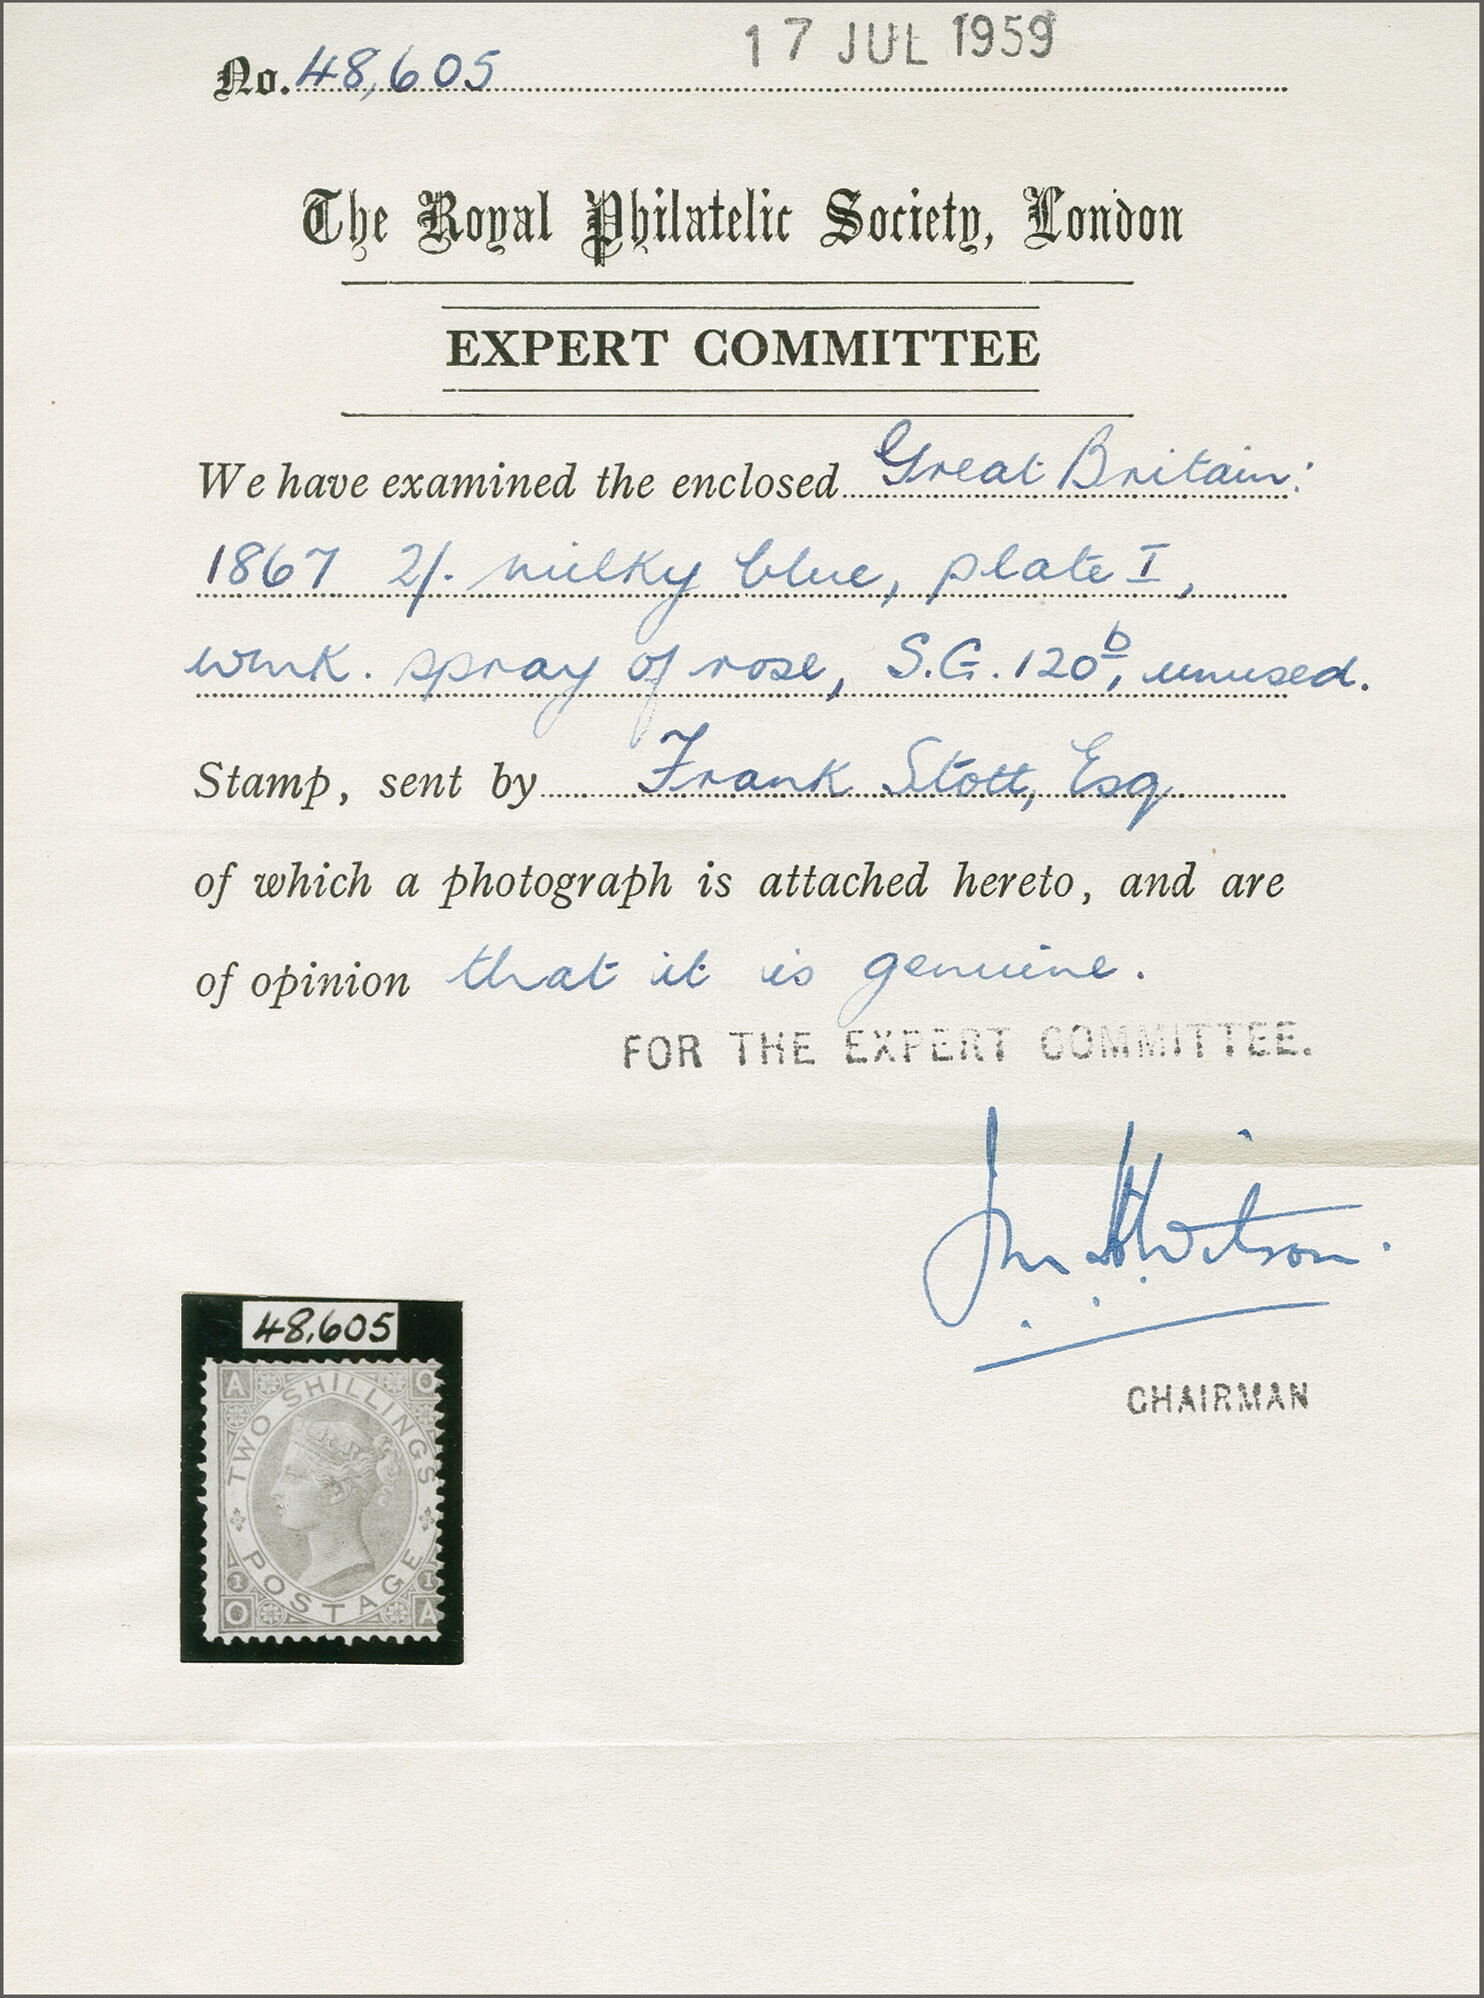 17 JUL 1959
No. 48,605
The Royal Philatelic Society, London
EXPERT COMMITTEE
We have examined the enclosed Great Britain:
1867 2/. milky blue, plate I,
wmk. spray of rose, S.G. 120b, unused.
Stamp, sent by Frank Stott, Esq
of which a photograph is attached hereto, and are
of opinion that it is genuine.
FOR THE EXPERT COMMITTEE.
CHAIRMAN
48,605
A O
TWO SHILLINGS
POSTAGE
1 1
O A